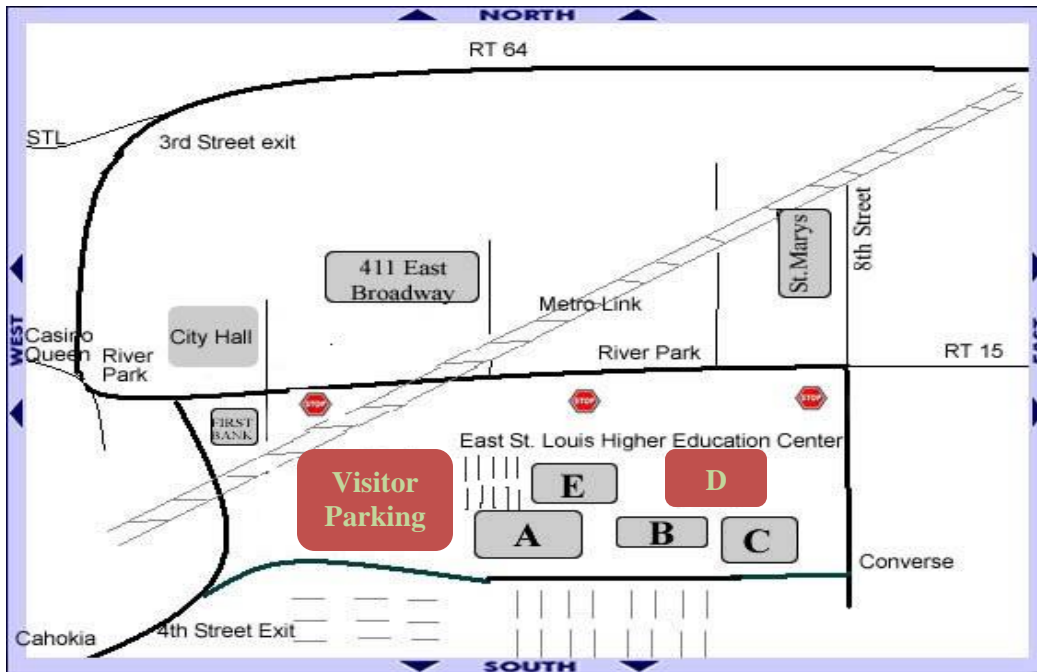 NORTH
RT 64
STL
3rd Street exit
St.Marys
8th Street
411 East
Broadway
Metro Link
WEST
EAST
City Hall
Casino
Queen
River
Park
River Park
RT 15
STOP
STOP
STOP
FIRST
BANK
East St. Louis Higher Education Center
Visitor
Parking
E
D
A
B
C
Converse
4th Street Exit
Cahokia
SOUTH